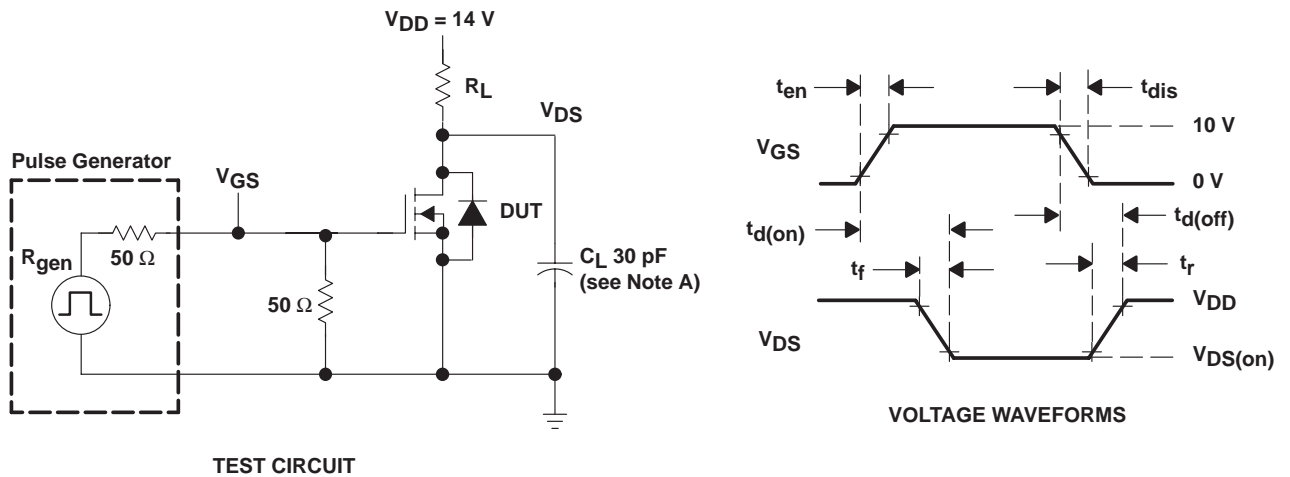 VDD = 14 V
RL
VDS
Pulse Generator
VGS
Rgen
50 Ω
50 Ω
DUT
CL 30 pF
(see Note A)
TEST CIRCUIT
ten
tdis
VGS
10 V
0 V
td(on)
td(off)
tf
tr
VDS
VDD
VDS(on)
VOLTAGE WAVEFORMS